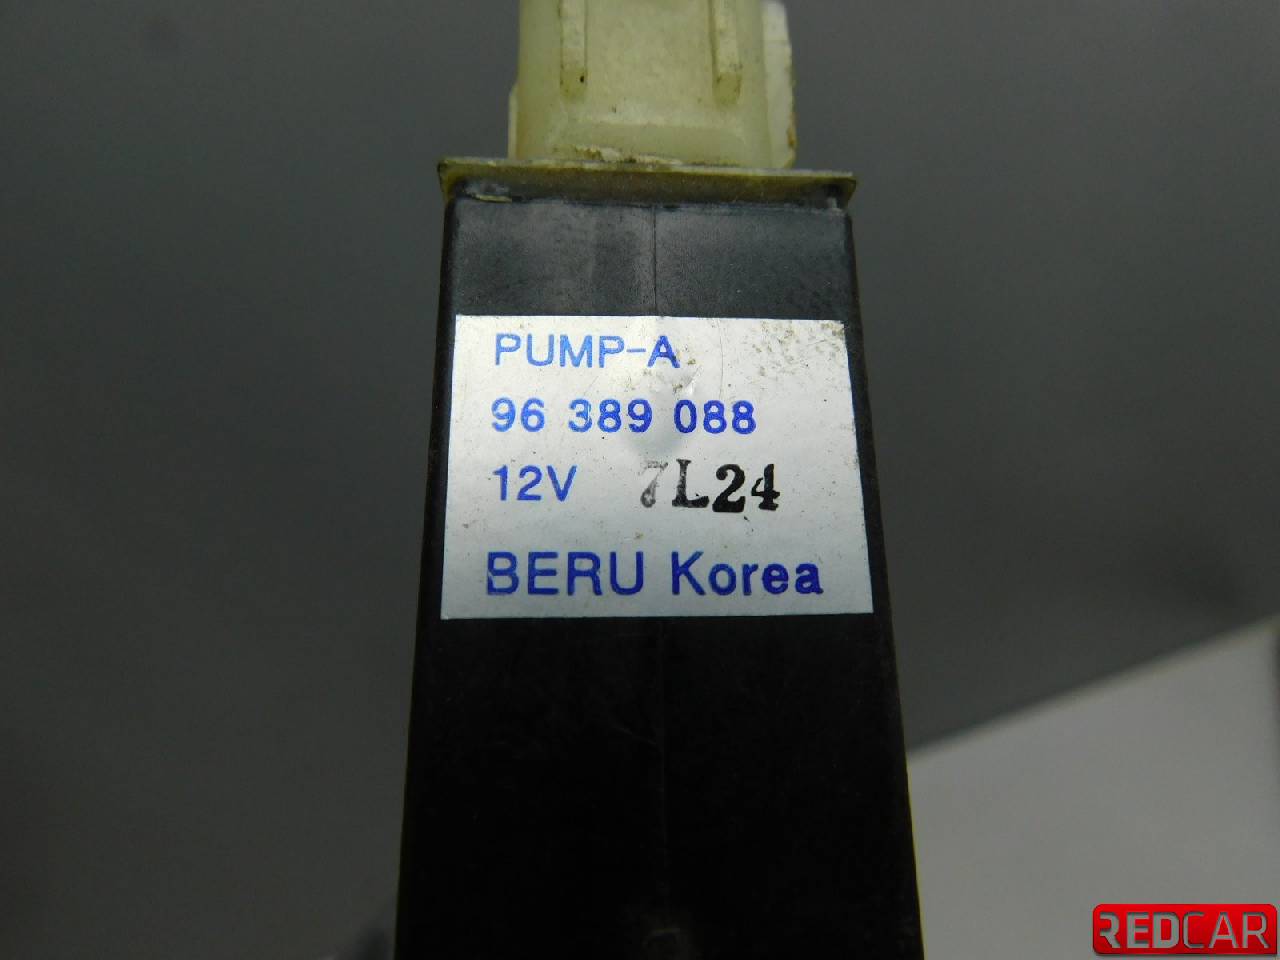 PUMP-A
96 389 088
12V 7L24
BERU Korea
REDCAR